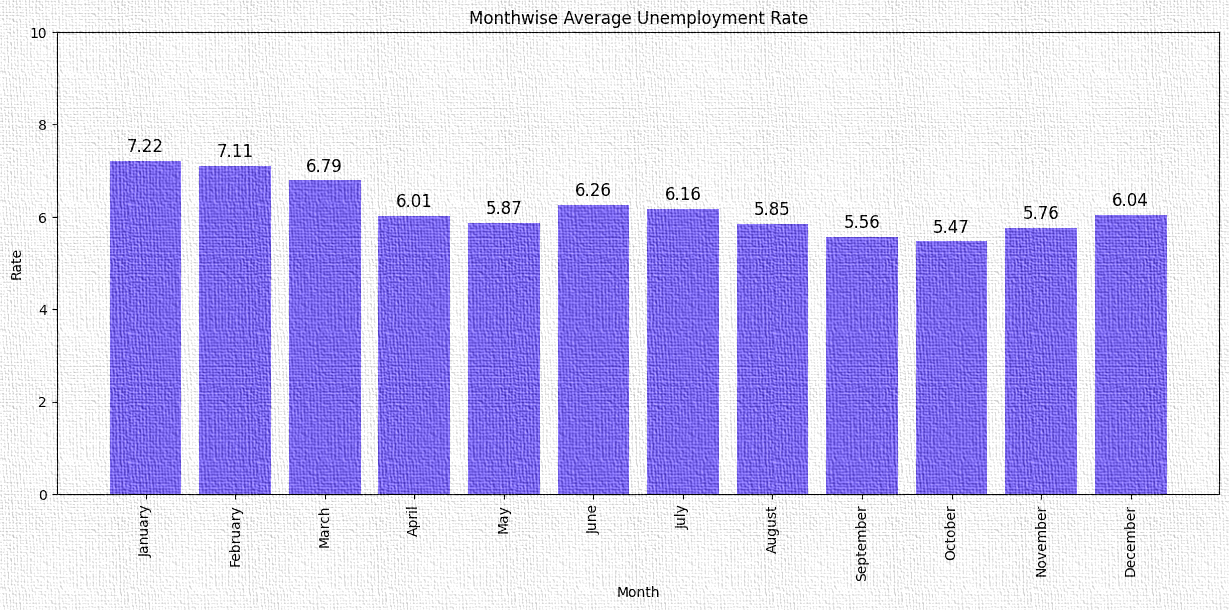 Monthwise Average Unemployment Rate
10
8
6
4
2
0
Rate
7.22
7.11
6.79
6.01
5.87
6.26
6.16
5.85
5.56
5.47
5.76
6.04
January
February
March
April
May
June
July
August
September
October
November
December
Month